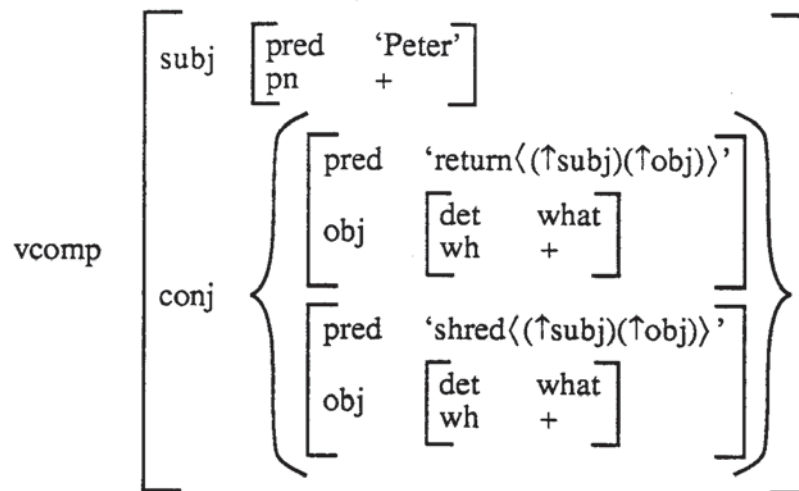 subj pred ‘Peter’
pn +
pred ‘return⟨(↑subj)(↑obj)⟩’
obj det what
wh +
vcomp
conj
pred ‘shred⟨(↑subj)(↑obj)⟩’
obj det what
wh +